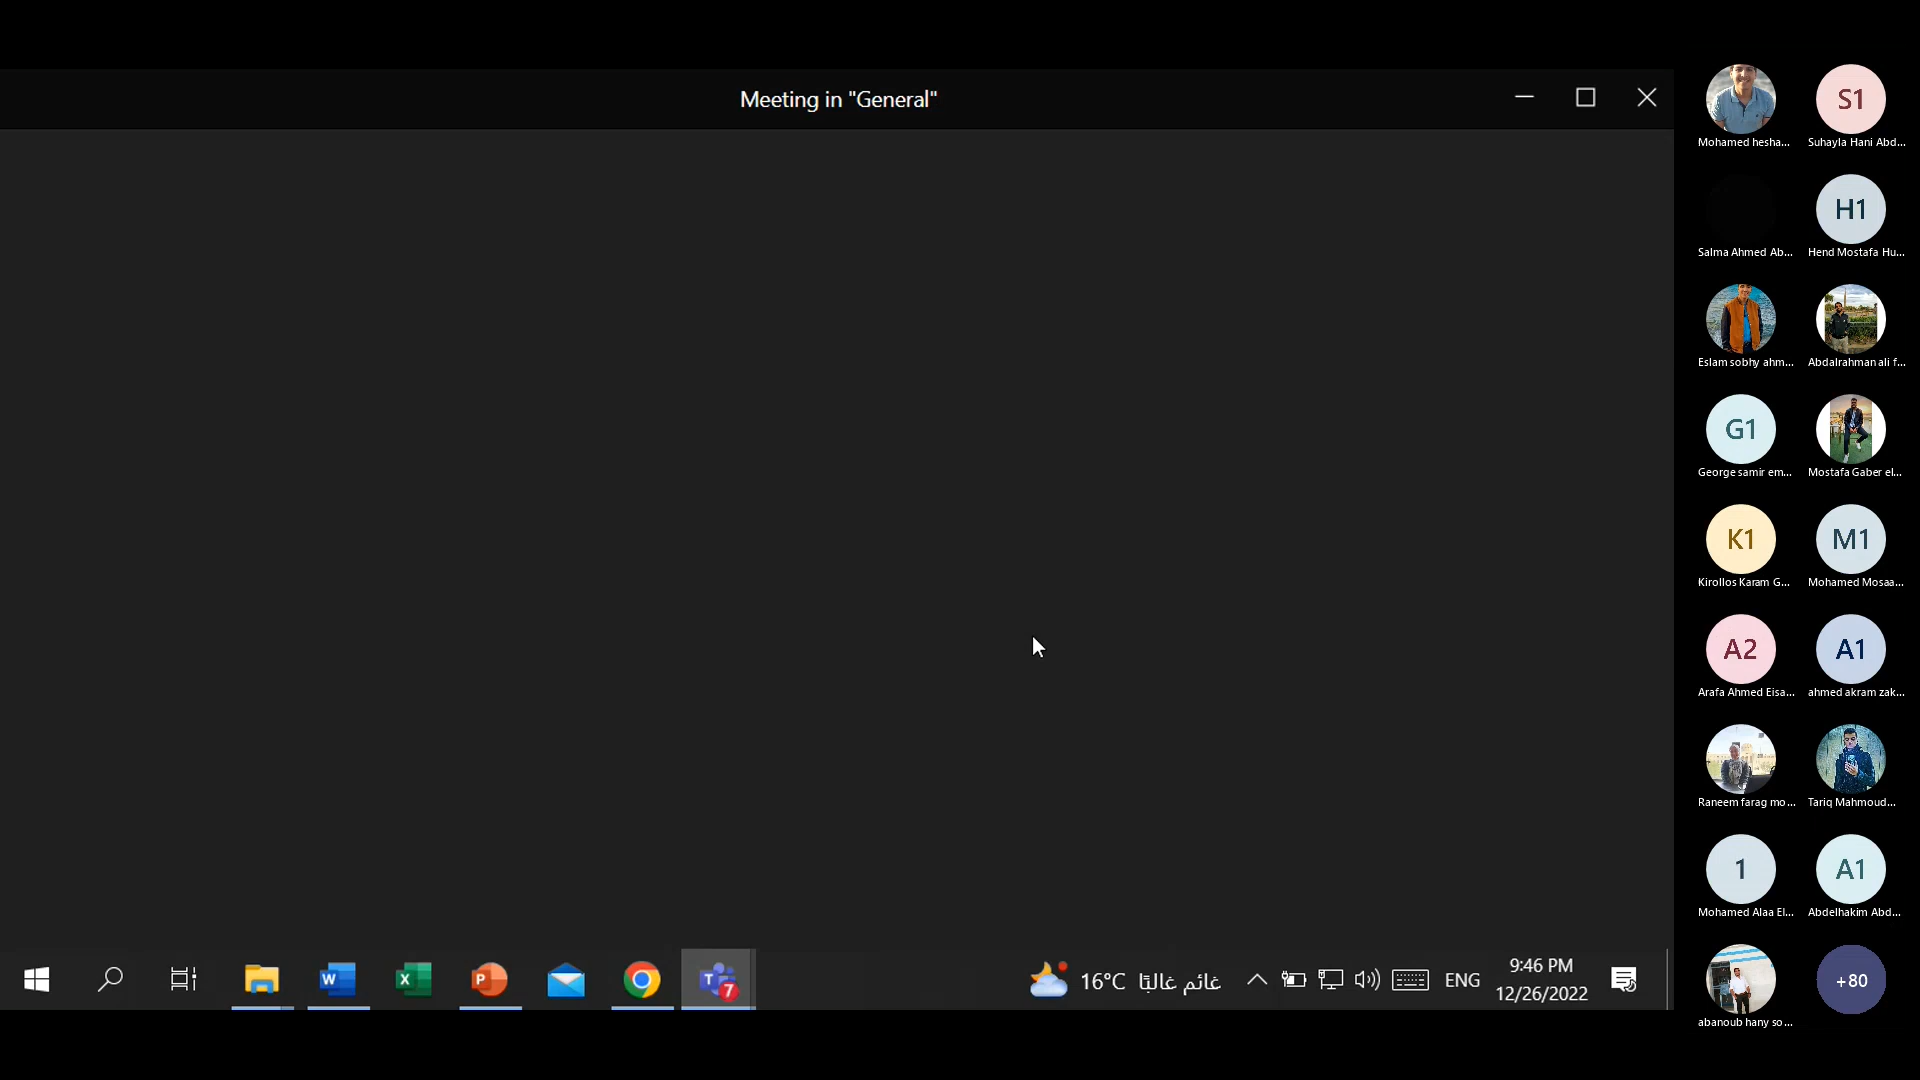 Meeting in "General"
S1
Mohamed hesha...
Suhayla Hani Abd...
H1
Salma Ahmed Ab...
Hend Mostafa Hu...
Eslam sobhy ahm...
Abdalrahman ali f...
G1
George samir em...
Mostafa Gaber el...
K1
M1
Kirollos Karam G...
Mohamed Mosaa...
A2
A1
Arafa Ahmed Eisa...
ahmed akram zak...
Raneem farag mo...
Tariq Mahmoud...
1
A1
Mohamed Alaa El...
Abdelhakim Abd...
+80
abanoub hany so...
W
X
P
T
7
16°C غائم غالبًا
ENG
9:46 PM
12/26/2022